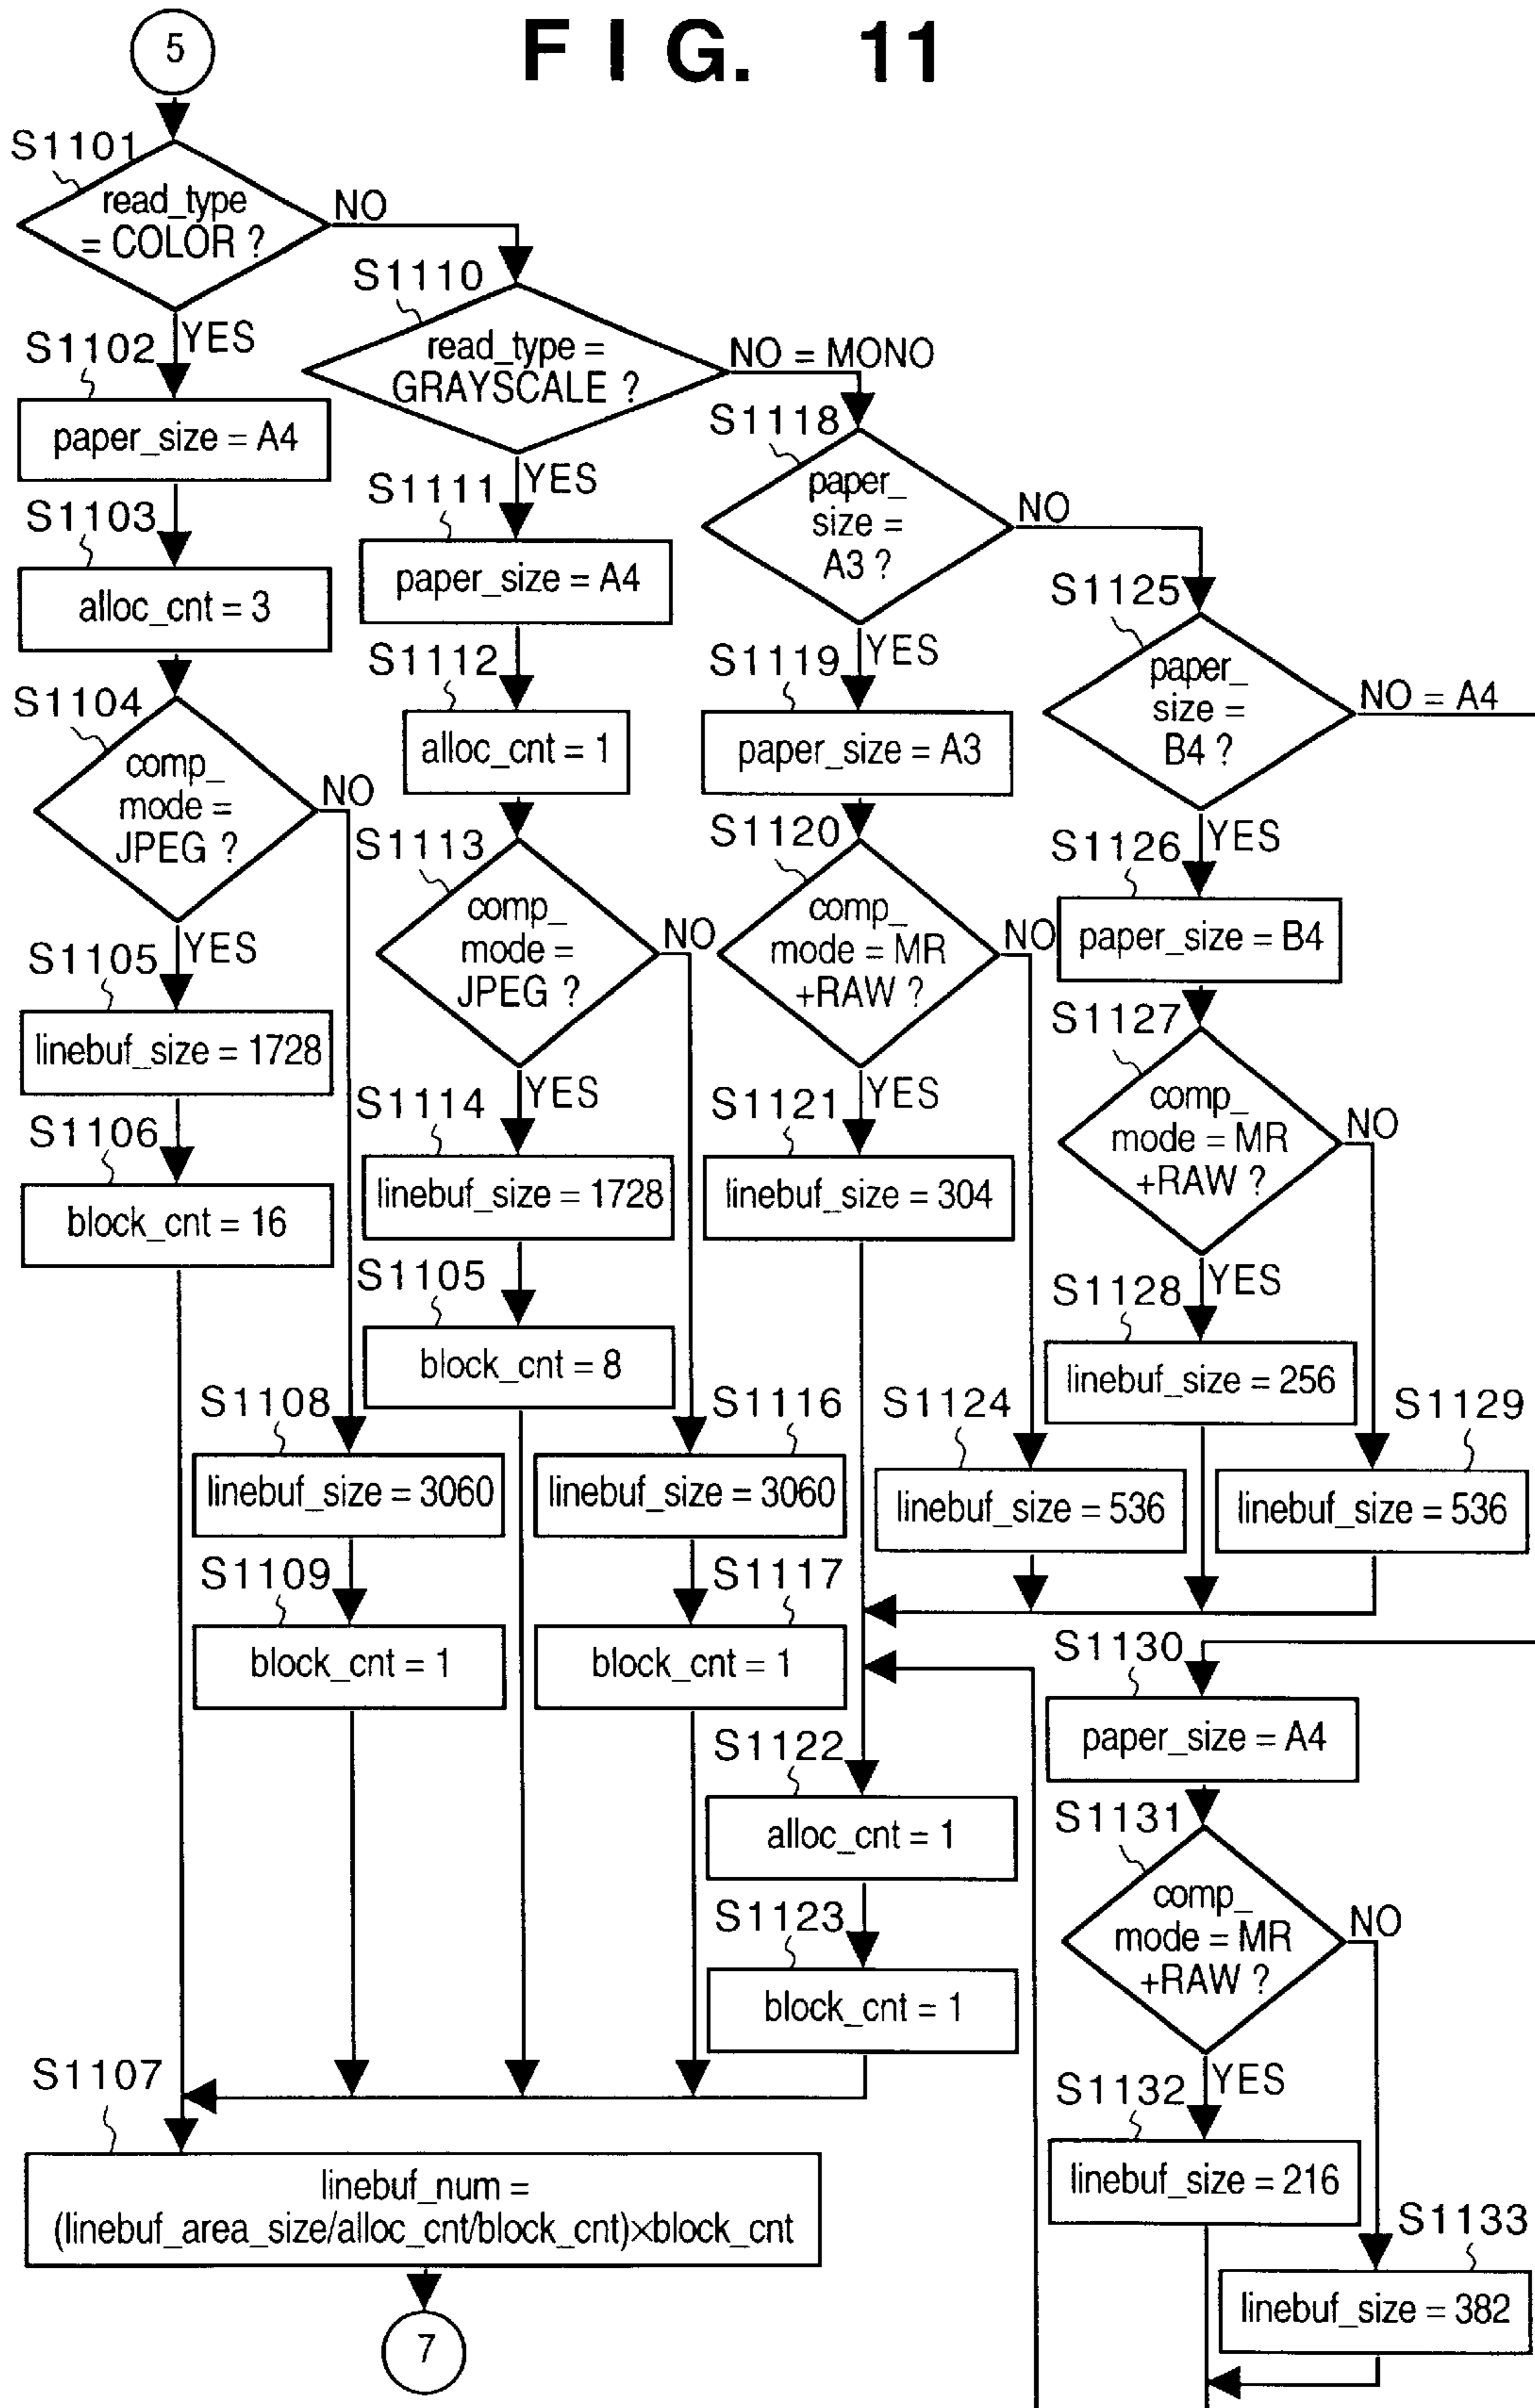 FIG. 11
5
S1101
read_type
= COLOR ?
NO
YES
S1102
paper_size = A4
S1103
alloc_cnt = 3
S1104
comp_
mode =
JPEG ?
NO
YES
S1105
linebuf_size = 1728
S1106
block_cnt = 16
S1108
linebuf_size = 3060
S1109
block_cnt = 1
S1107
linebuf_num =
(linebuf_area_size/alloc_cnt/block_cnt)×block_cnt
7
S1110
read_type =
GRAYSCALE ?
NO = MONO
YES
S1111
paper_size = A4
S1112
alloc_cnt = 1
S1113
comp_
mode =
JPEG ?
NO
YES
S1114
linebuf_size = 1728
S1105
block_cnt = 8
S1116
linebuf_size = 3060
S1117
block_cnt = 1
S1118
paper_
size =
A3 ?
NO
YES
S1119
paper_size = A3
S1120
comp_
mode = MR
+RAW ?
NO
YES
S1121
linebuf_size = 304
S1124
linebuf_size = 536
S1122
alloc_cnt = 1
S1123
block_cnt = 1
S1125
paper_
size =
B4 ?
NO = A4
YES
S1126
paper_size = B4
S1127
comp_
mode = MR
+RAW ?
NO
YES
S1128
linebuf_size = 256
S1129
linebuf_size = 536
S1130
paper_size = A4
S1131
comp_
mode = MR
+RAW ?
NO
YES
S1132
linebuf_size = 216
S1133
linebuf_size = 382